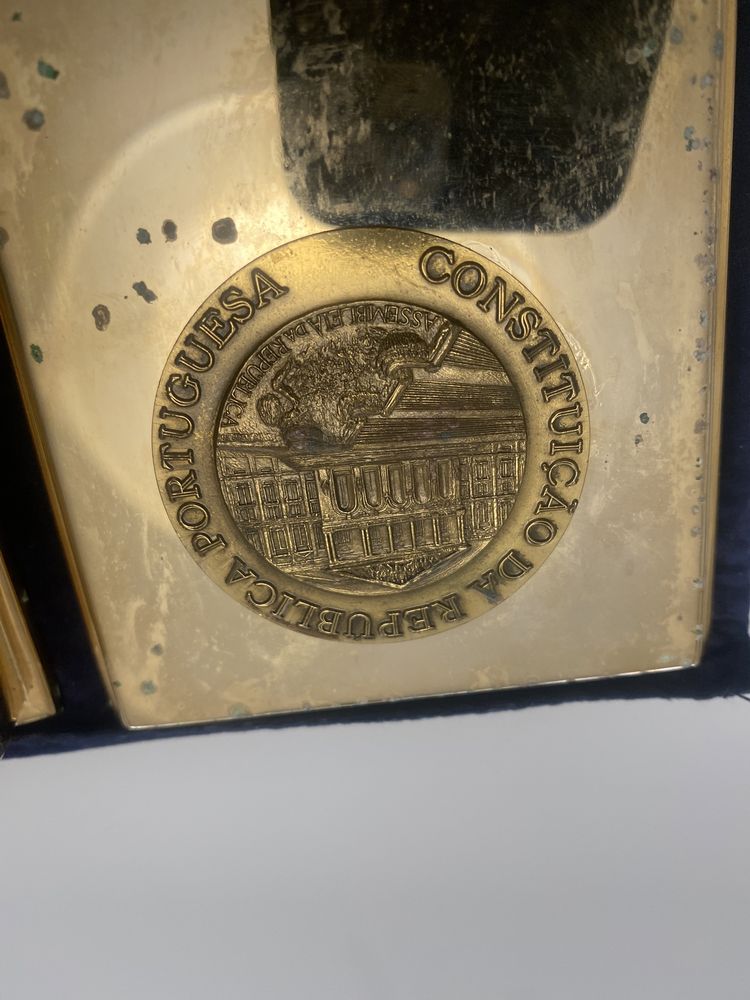 CONSTITUIÇÃO DA REPÚBLICA PORTUGUESA
ASSEMBLEIA DA REPÚBLICA